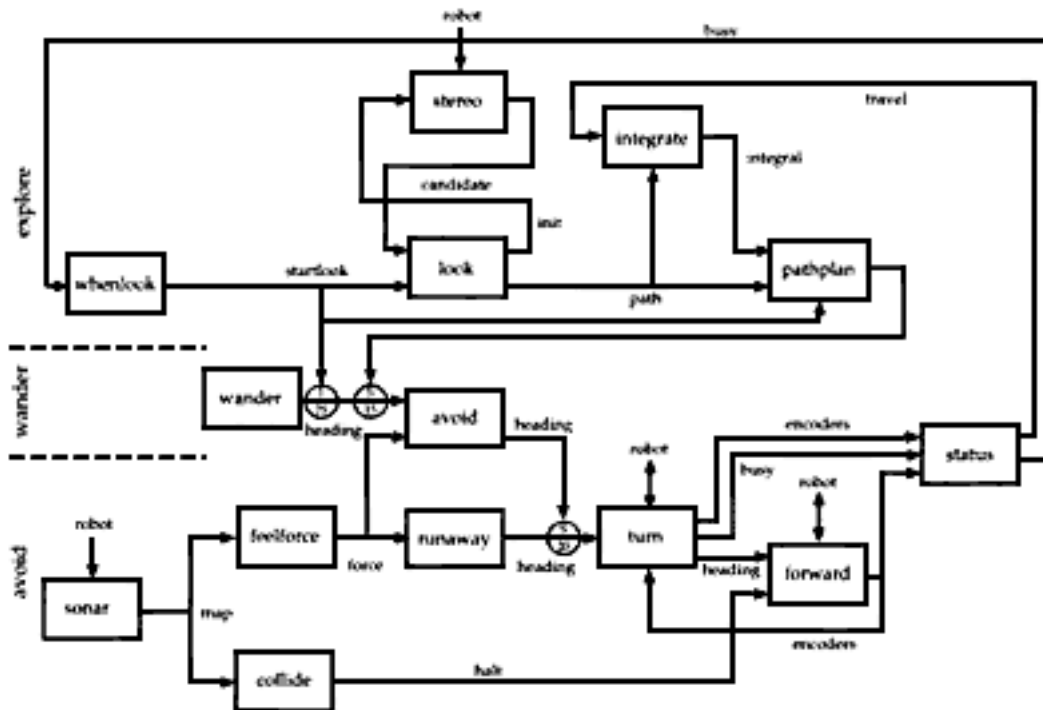 robot
busy
stereo
travel
integrate
integral
explore
candidate
init
look
whenlook
startlook
pathplan
path
wander
wander
heading
avoid
heading
encoders
status
robot
busy
robot
avoid
robot
feelforce
force
runaway
heading
turn
heading
forward
sonar
map
encoders
collide
halt